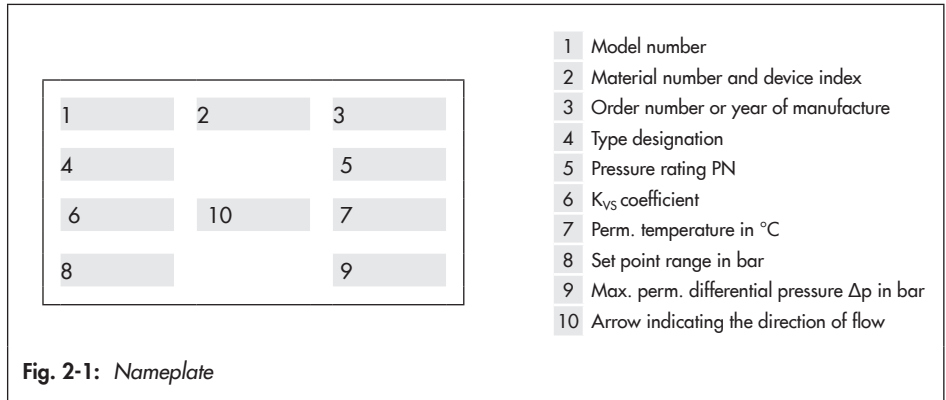 1 2 3
4 5
6 10 7
8 9
1 Model number
2 Material number and device index
3 Order number or year of manufacture
4 Type designation
5 Pressure rating PN
6 KVS coefficient
7 Perm. temperature in °C
8 Set point range in bar
9 Max. perm. differential pressure Δp in bar
10 Arrow indicating the direction of flow
Fig. 2-1: Nameplate